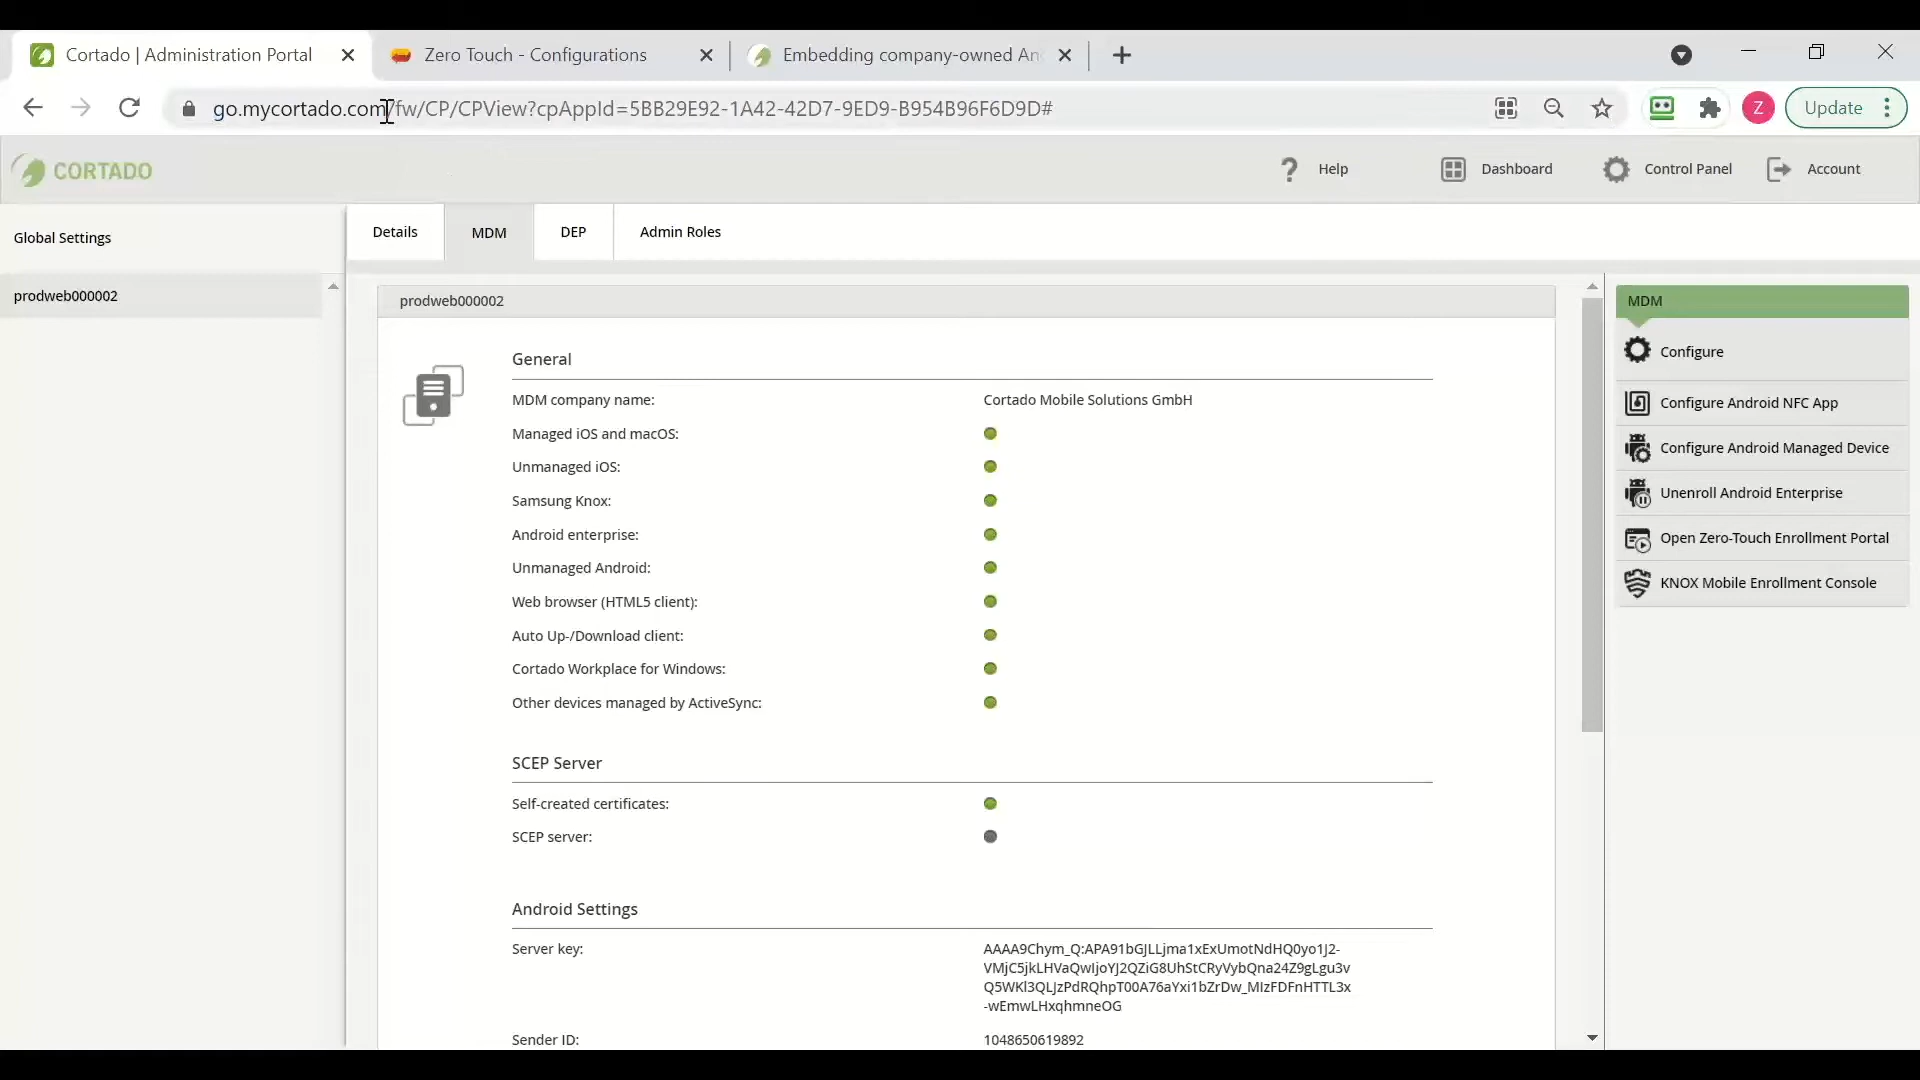 Cortado | Administration Portal
Zero Touch - Configurations
Embedding company-owned An
go.mycortado.com/fw/CP/CPView?cpAppId=5BB29E92-1A42-42D7-9ED9-B954B96F6D9D#
Z
Update
CORTADO
? Help
Dashboard
Control Panel
Account
Global Settings
Details
MDM
DEP
Admin Roles
prodweb000002
prodweb000002
MDM
General
Configure
MDM company name: Cortado Mobile Solutions GmbH
Configure Android NFC App
Managed iOS and macOS:
Configure Android Managed Device
Unmanaged iOS:
Unenroll Android Enterprise
Samsung Knox:
Open Zero-Touch Enrollment Portal
Android enterprise:
KNOX Mobile Enrollment Console
Unmanaged Android:
Web browser (HTML5 client):
Auto Up-/Download client:
Cortado Workplace for Windows:
Other devices managed by ActiveSync:
SCEP Server
Self-created certificates:
SCEP server:
Android Settings
Server key: AAAA9Chym_Q:APA91bGJLLjma1xExUmotNdHQ0yo1J2-
VMjC5jkLHVaQwIjoYJ2QZiG8UhStCRyVybQna24Z9gLgu3v
Q5WKl3QLJzPdRQhpT00A76aYxi1bZrDw_MIzFDFnHTTL3x
-wEmwLHxqhmneOG
Sender ID: 1048650619892